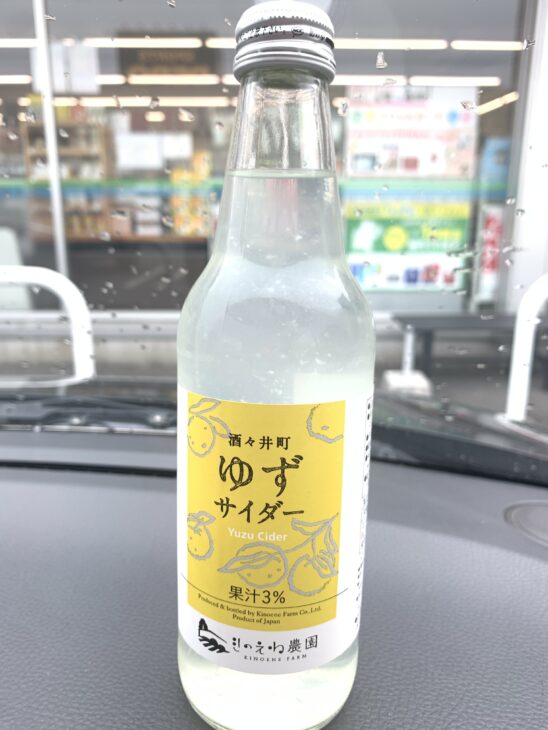 酒々井町
ゆず
サイダー
Yuzu Cider
果汁3%
Produced & bottled by Kinoene Farm Co., Ltd.
Product of Japan
きのえね農園
KINOENE FARM